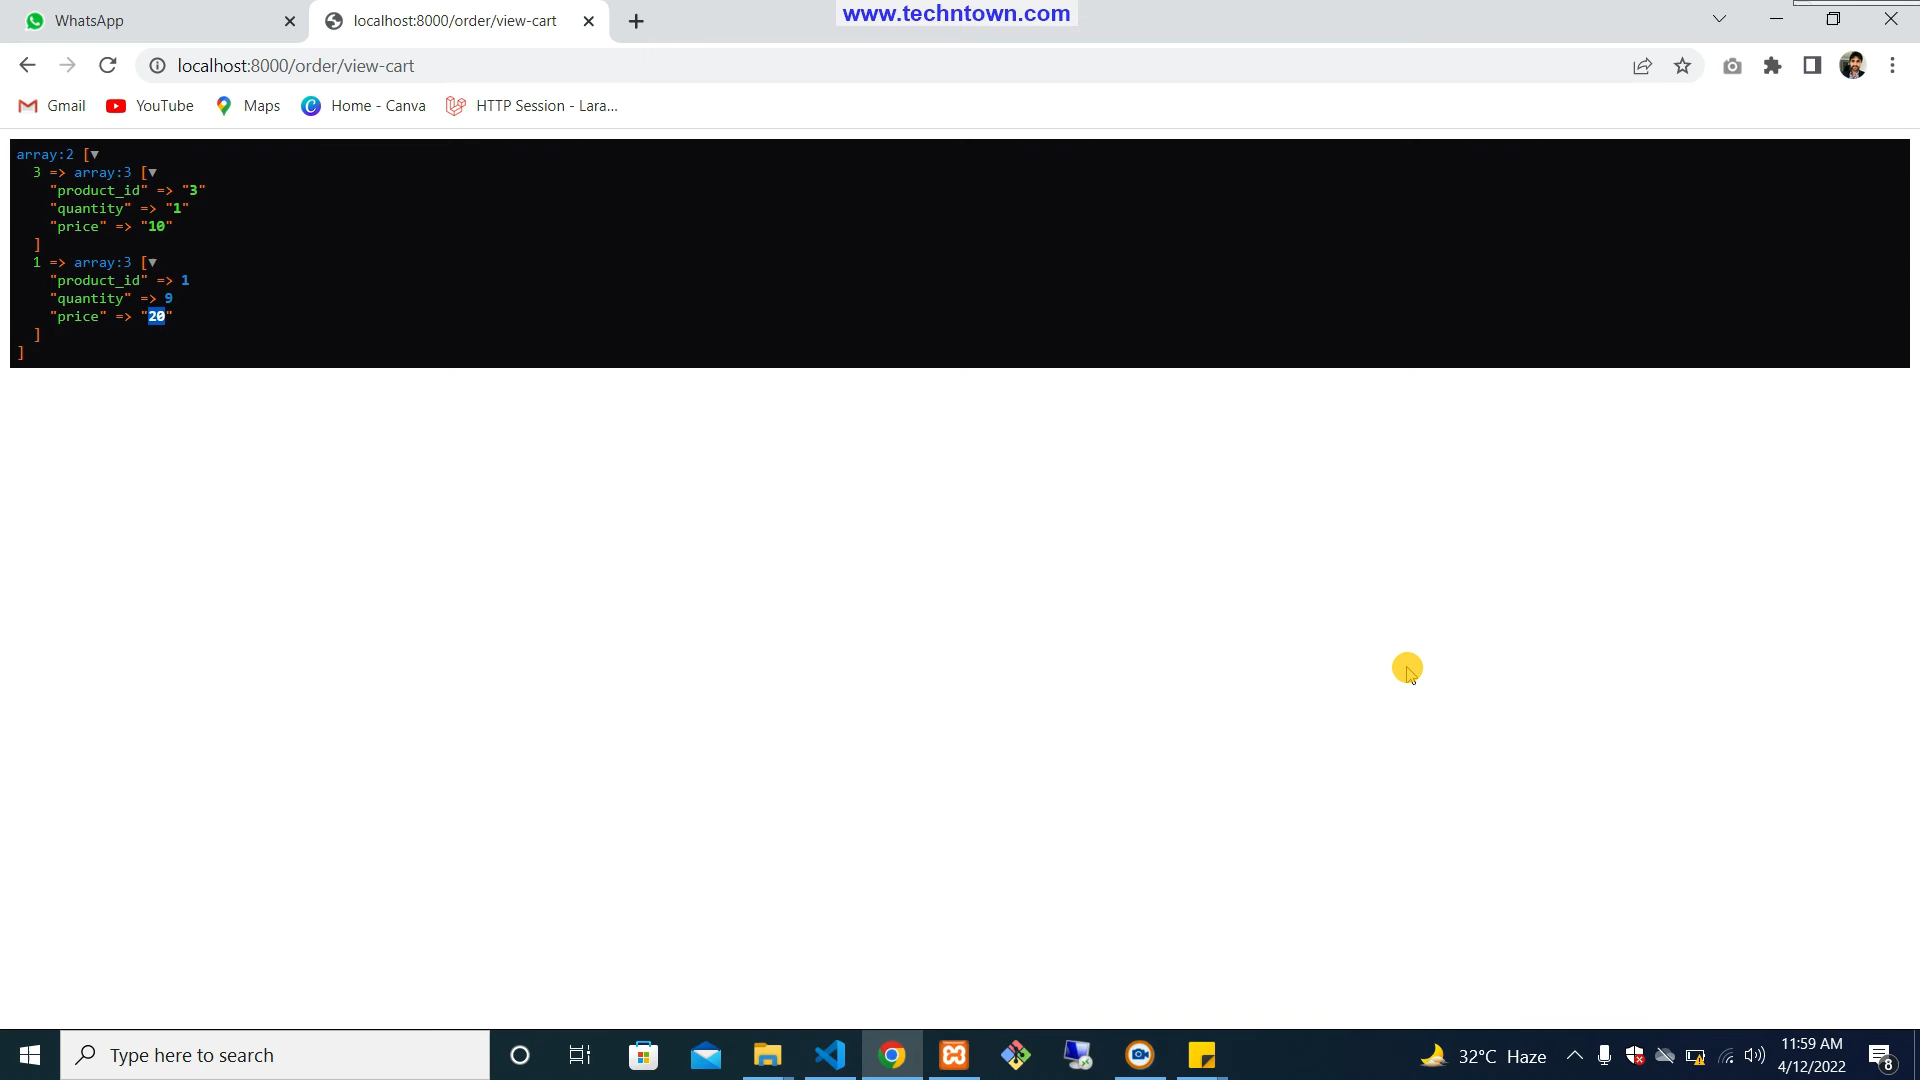 WhatsApp
localhost:8000/order/view-cart
www.techntown.com
localhost:8000/order/view-cart
Gmail
YouTube
Maps
Home - Canva
HTTP Session - Lara...
array:2 [▼
3 => array:3 [▼
"product_id" => "3"
"quantity" => "1"
"price" => "10"
]
1 => array:3 [▼
"product_id" => 1
"quantity" => 9
"price" => "20"
]
]
Type here to search
32°C Haze
11:59 AM
4/12/2022
8